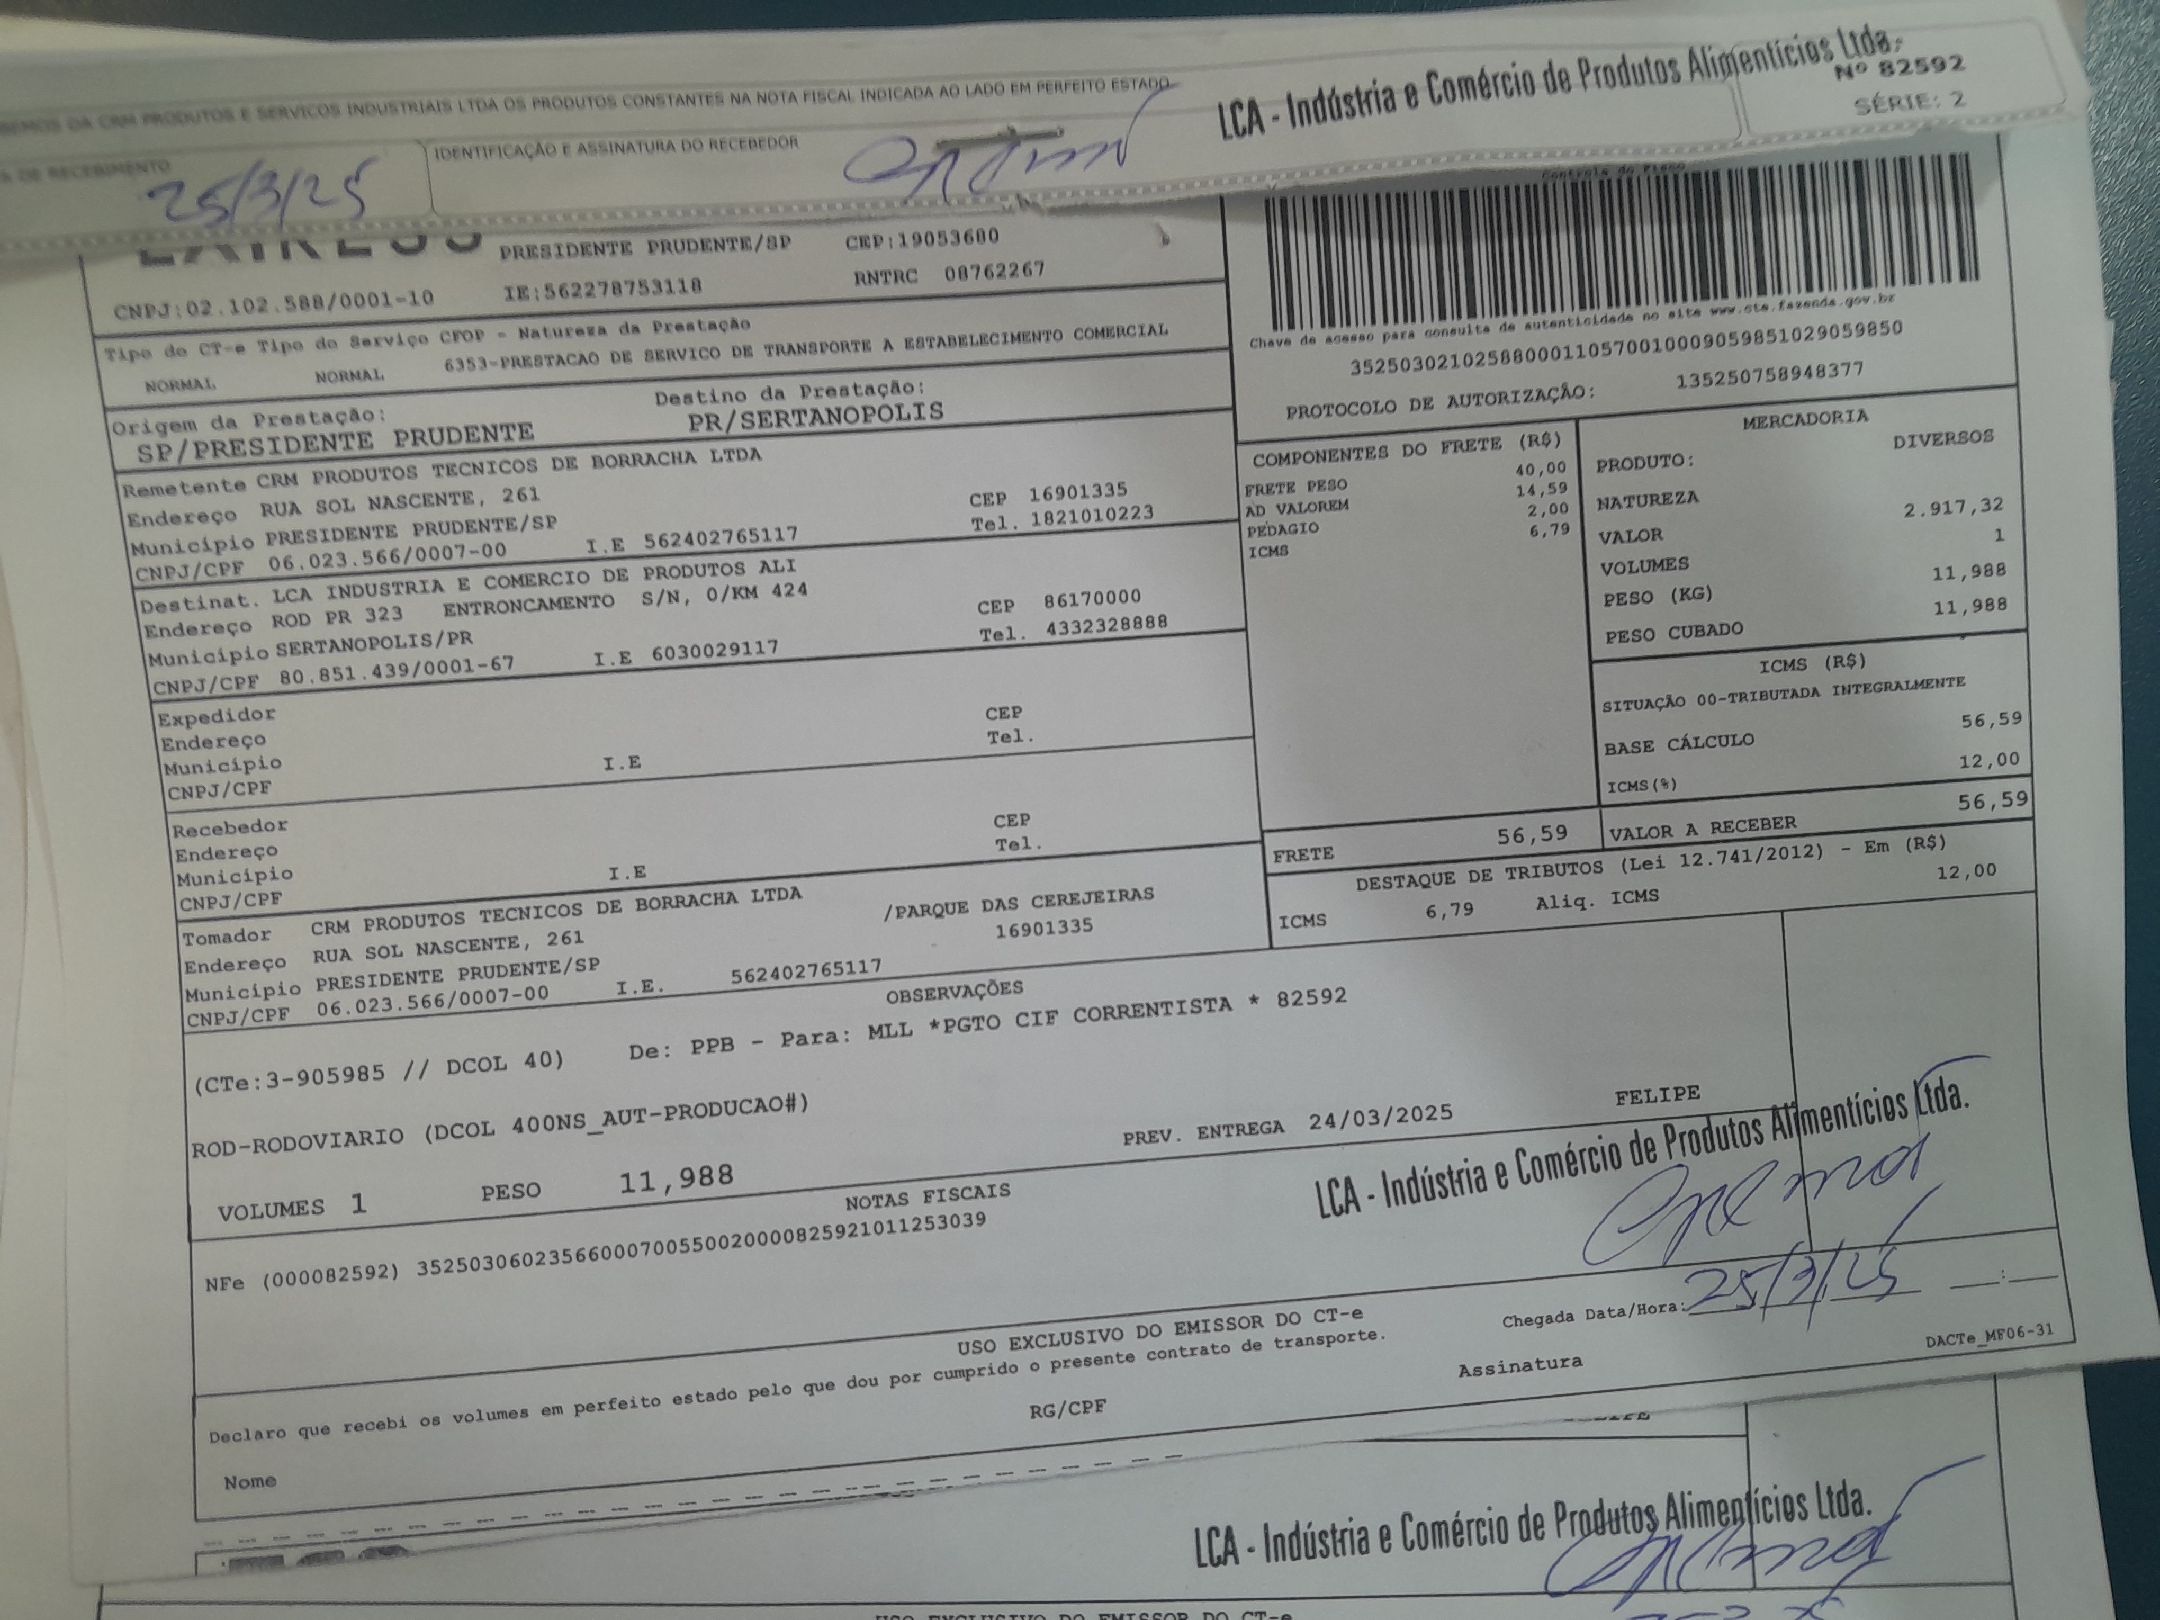 BEMOS DA CRM PRODUTOS E SERVICOS INDUSTRIAIS LTDA OS PRODUTOS CONSTANTES NA NOTA FISCAL INDICADA AO LADO EM PERFEITO ESTADO
LCA - Indústria e Comércio de Produtos Alimentícios Ltda.
Nº 82592
SÉRIE: 2
A DE RECEBIMENTO
IDENTIFICAÇÃO E ASSINATURA DO RECEBEDOR
25/3/25
PRESIDENTE PRUDENTE/SP CEP:19053680
CNPJ:02.102.588/0001-10 IE:562278753118 RNTRC 08762267
Tipo do CT-e Tipo do Serviço CFOP - Natureza da Prestação
NORMAL NORMAL 6353-PRESTACAO DE SERVICO DE TRANSPORTE A ESTABELECIMENTO COMERCIAL
Origem da Prestação: Destino da Prestação:
SP/PRESIDENTE PRUDENTE PR/SERTANOPOLIS
Remetente CRM PRODUTOS TECNICOS DE BORRACHA LTDA
Endereço RUA SOL NASCENTE, 261 CEP 16901335
Município PRESIDENTE PRUDENTE/SP Tel. 1821010223
CNPJ/CPF 06.023.566/0007-00 I.E 562402765117
Destinat. LCA INDUSTRIA E COMERCIO DE PRODUTOS ALI
Endereço ROD PR 323 ENTRONCAMENTO S/N, 0/KM 424 CEP 86170000
Município SERTANOPOLIS/PR Tel. 4332328888
CNPJ/CPF 80.851.439/0001-67 I.E 6030029117
Expedidor CEP
Endereço Tel.
Município I.E
CNPJ/CPF
Recebedor CEP
Endereço Tel.
Município I.E
CNPJ/CPF
Tomador CRM PRODUTOS TECNICOS DE BORRACHA LTDA
Endereço RUA SOL NASCENTE, 261 /PARQUE DAS CEREJEIRAS
Município PRESIDENTE PRUDENTE/SP 16901335
CNPJ/CPF 06.023.566/0007-00 I.E. 562402765117
Controle do Fisco
Chave de acesso para consulta de autenticidade no site www.cte.fazenda.gov.br
35250302102588000110570010009059851029059850
PROTOCOLO DE AUTORIZAÇÃO: 135250758948377
COMPONENTES DO FRETE (R$)
FRETE PESO 40,00
AD VALOREM 14,59
PEDAGIO 2,00
ICMS 6,79
MERCADORIA
PRODUTO: DIVERSOS
NATUREZA
VALOR 2.917,32
VOLUMES 1
PESO (KG) 11,988
PESO CUBADO 11,988
ICMS (R$)
SITUAÇÃO 00-TRIBUTADA INTEGRALMENTE
BASE CÁLCULO 56,59
ICMS(%) 12,00
FRETE 56,59 VALOR A RECEBER 56,59
DESTAQUE DE TRIBUTOS (Lei 12.741/2012) - Em (R$)
ICMS 6,79 Aliq. ICMS 12,00
OBSERVAÇÕES
(CTe:3-905985 // DCOL 40) De: PPB - Para: MLL *PGTO CIF CORRENTISTA * 82592
ROD-RODOVIARIO (DCOL 400NS_AUT-PRODUCAO#)
PREV. ENTREGA 24/03/2025 FELIPE
VOLUMES 1 PESO 11,988
LCA - Indústria e Comércio de Produtos Alimentícios Ltda.
NOTAS FISCAIS
NFe (000082592) 35250306023566000700550020000825921011253039
USO EXCLUSIVO DO EMISSOR DO CT-e
Chegada Data/Hora: 25/3/25 __:__
Declaro que recebi os volumes em perfeito estado pelo que dou por cumprido o presente contrato de transporte.
Nome RG/CPF Assinatura
DACTe_MF06-31
LCA - Indústria e Comércio de Produtos Alimentícios Ltda.
USO EXCLUSIVO DO EMISSOR DO CT-e